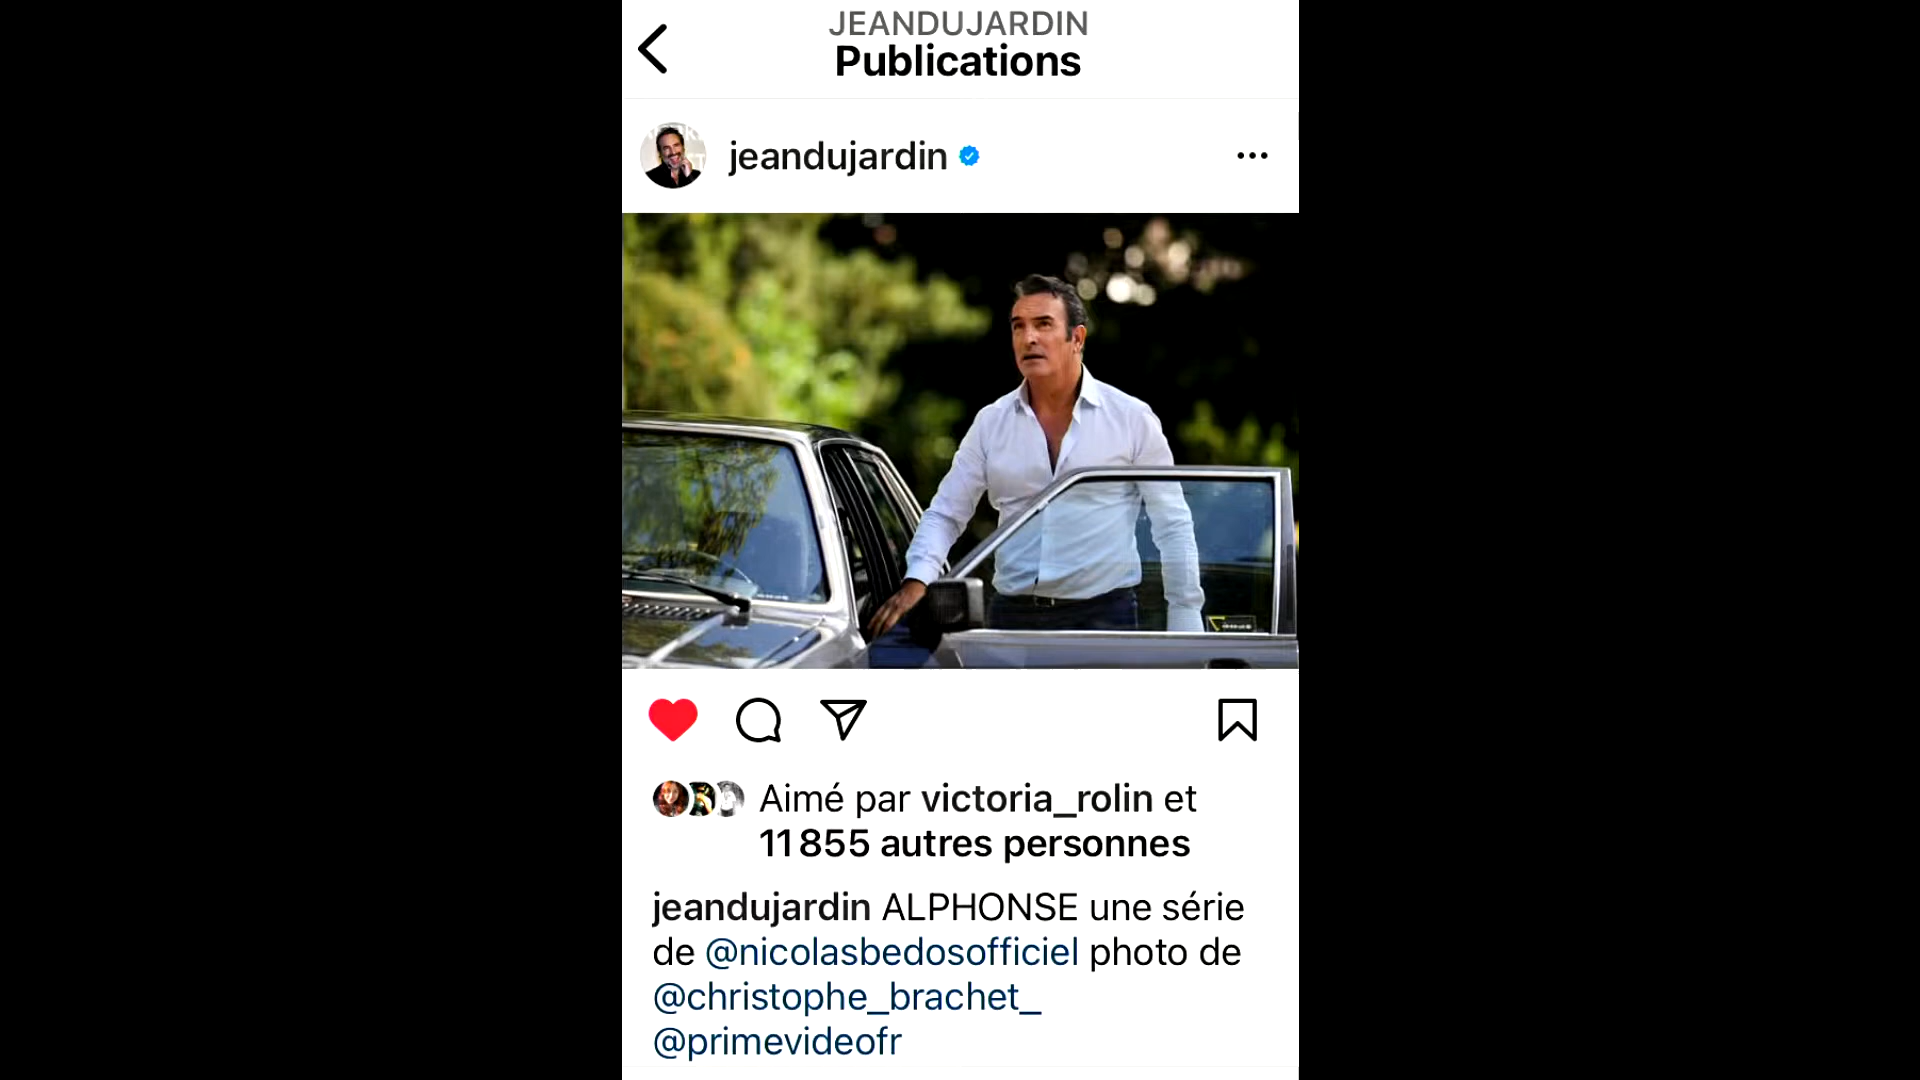 JEANDUJARDIN
Publications
jeandujardin
Aimé par victoria_rolin et
11 855 autres personnes
jeandujardin ALPHONSE une série
de @nicolasbedosofficiel photo de
@christophe_brachet_
@primevideofr